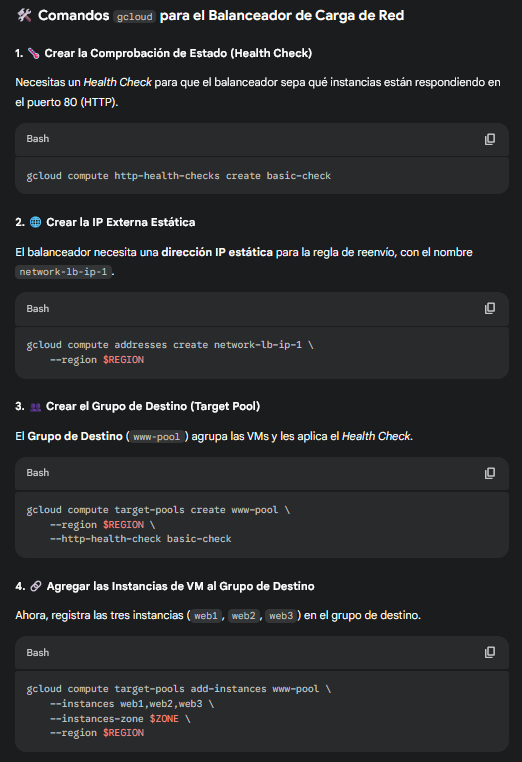 🛠️ Comandos gcloud para el Balanceador de Carga de Red
1. 🩺 Crear la Comprobación de Estado (Health Check)
Necesitas un Health Check para que el balanceador sepa qué instancias están respondiendo en
el puerto 80 (HTTP).
Bash
gcloud compute http-health-checks create basic-check
2. 🌐 Crear la IP Externa Estática
El balanceador necesita una dirección IP estática para la regla de reenvío, con el nombre
network-lb-ip-1.
Bash
gcloud compute addresses create network-lb-ip-1 \
--region $REGION
3. 👥 Crear el Grupo de Destino (Target Pool)
El Grupo de Destino (www-pool) agrupa las VMs y les aplica el Health Check.
Bash
gcloud compute target-pools create www-pool \
--region $REGION \
--http-health-check basic-check
4. 🔗 Agregar las Instancias de VM al Grupo de Destino
Ahora, registra las tres instancias (web1, web2, web3) en el grupo de destino.
Bash
gcloud compute target-pools add-instances www-pool \
--instances web1,web2,web3 \
--instances-zone $ZONE \
--region $REGION